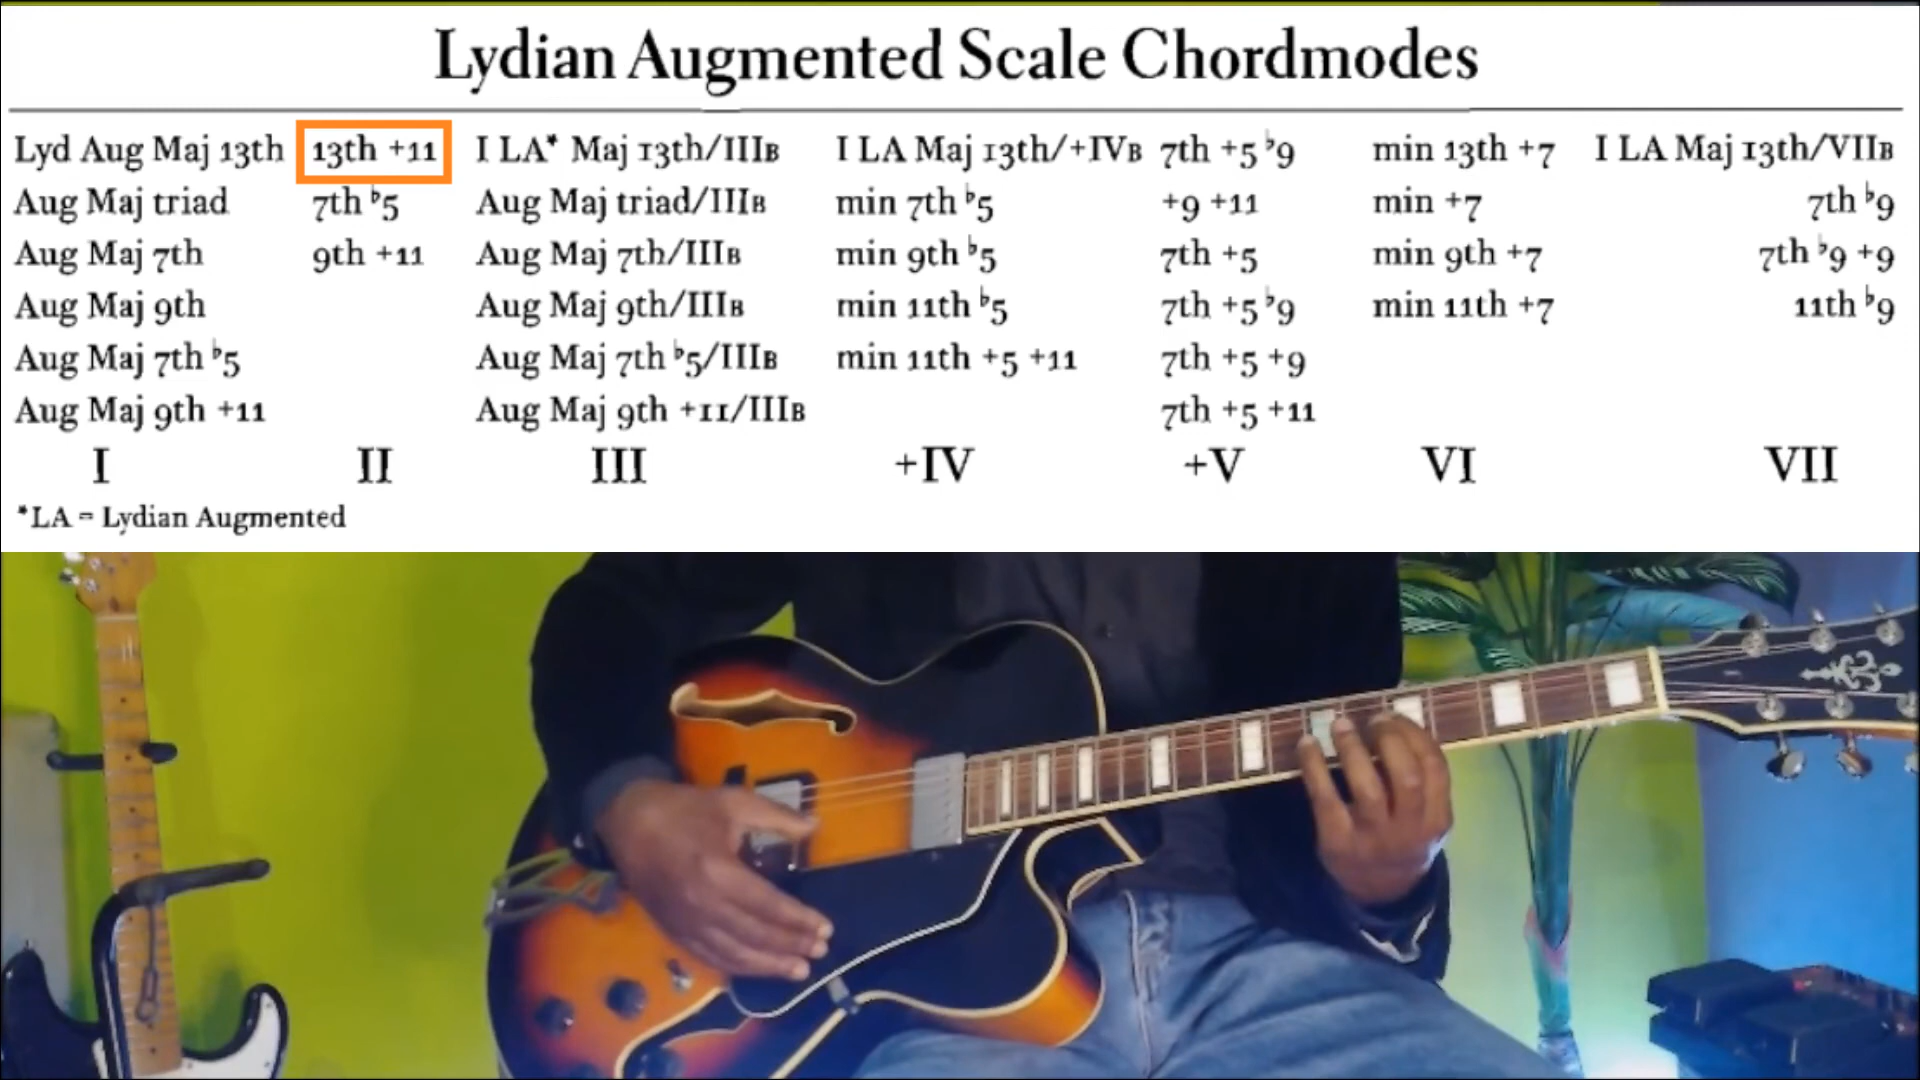 Lydian Augmented Scale Chordmodes
Lyd Aug Maj 13th 13th +11 I LA* Maj 13th/IIIB I LA Maj 13th/+IVB 7th +5 ♭9 min 13th +7 I LA Maj 13th/VIIB
Aug Maj triad 7th ♭5 Aug Maj triad/IIIB min 7th ♭5 +9 +11 min +7 7th ♭9
Aug Maj 7th 9th +11 Aug Maj 7th/IIIB min 9th ♭5 7th +5 min 9th +7 7th ♭9 +9
Aug Maj 9th Aug Maj 9th/IIIB min 11th ♭5 7th +5 ♭9 min 11th +7 11th ♭9
Aug Maj 7th ♭5 Aug Maj 7th ♭5/IIIB min 11th +5 +11 7th +5 +9
Aug Maj 9th +11 Aug Maj 9th +11/IIIB 7th +5 +11
I II III +IV +V VI VII
*LA = Lydian Augmented